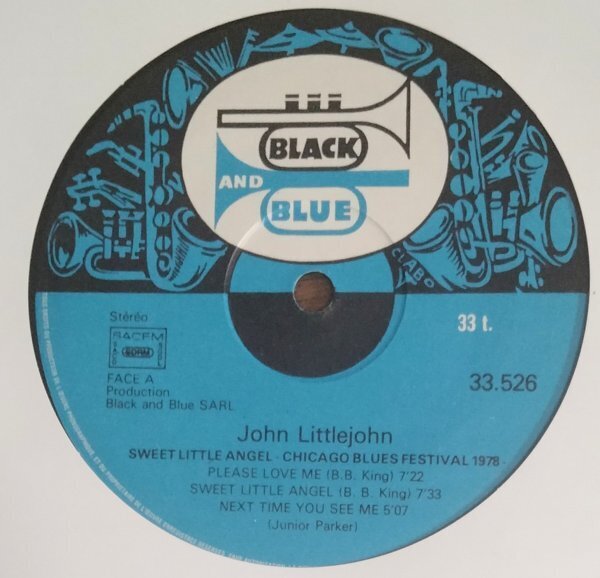 BLACK
AND
BLUE
CLABO
Stéréo
SACEM
SDRM
33 t.
FACE A
Production
Black and Blue SARL
33.526
John Littlejohn
SWEET LITTLE ANGEL - CHICAGO BLUES FESTIVAL 1978 -
PLEASE LOVE ME (B.B. King) 7'22
SWEET LITTLE ANGEL (B. B. King) 7'33
NEXT TIME YOU SEE ME 5'07
(Junior Parker)